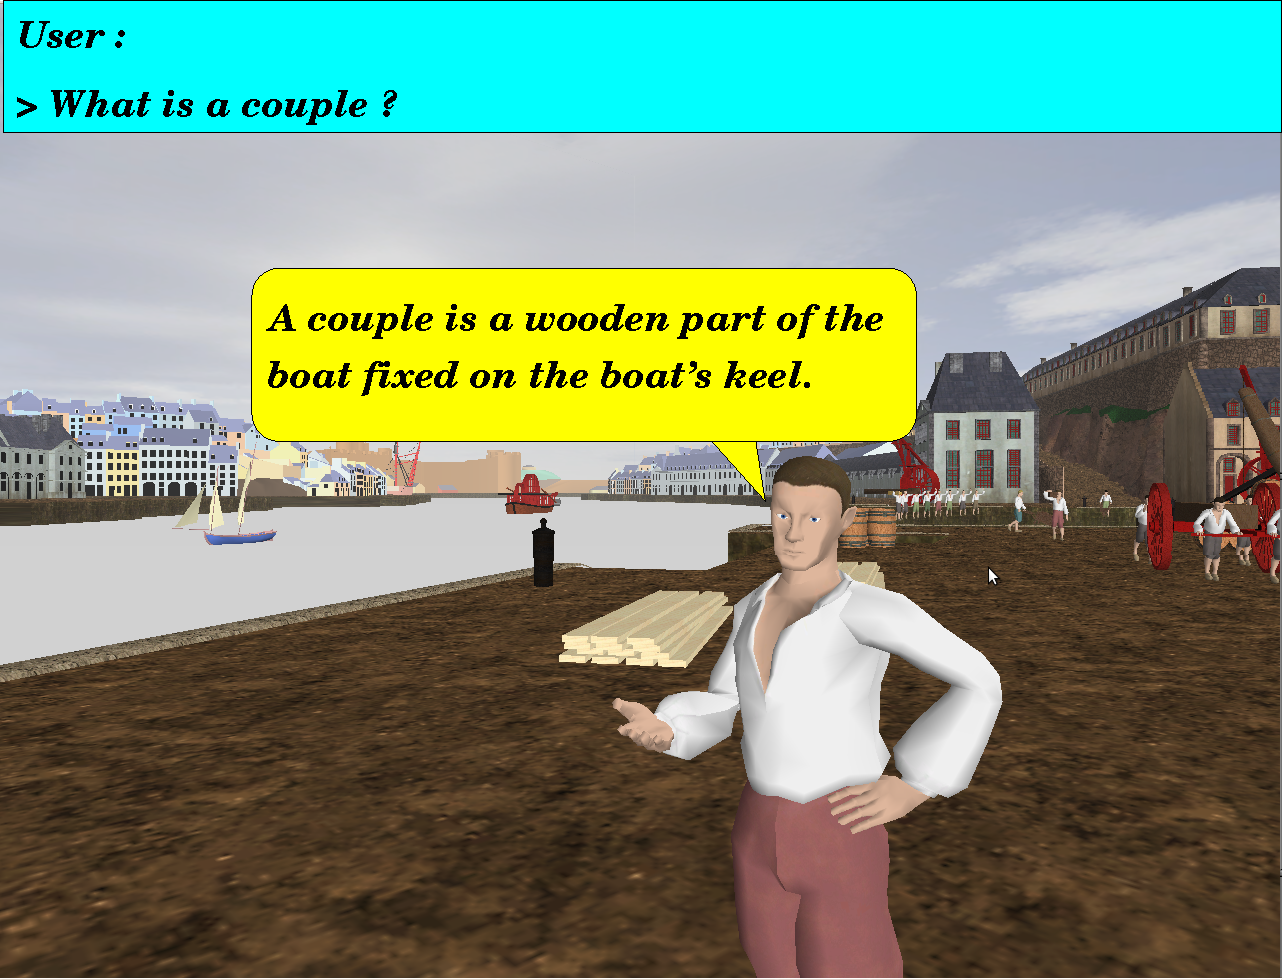 User :
> What is a couple ?
A couple is a wooden part of the
boat fixed on the boat's keel.